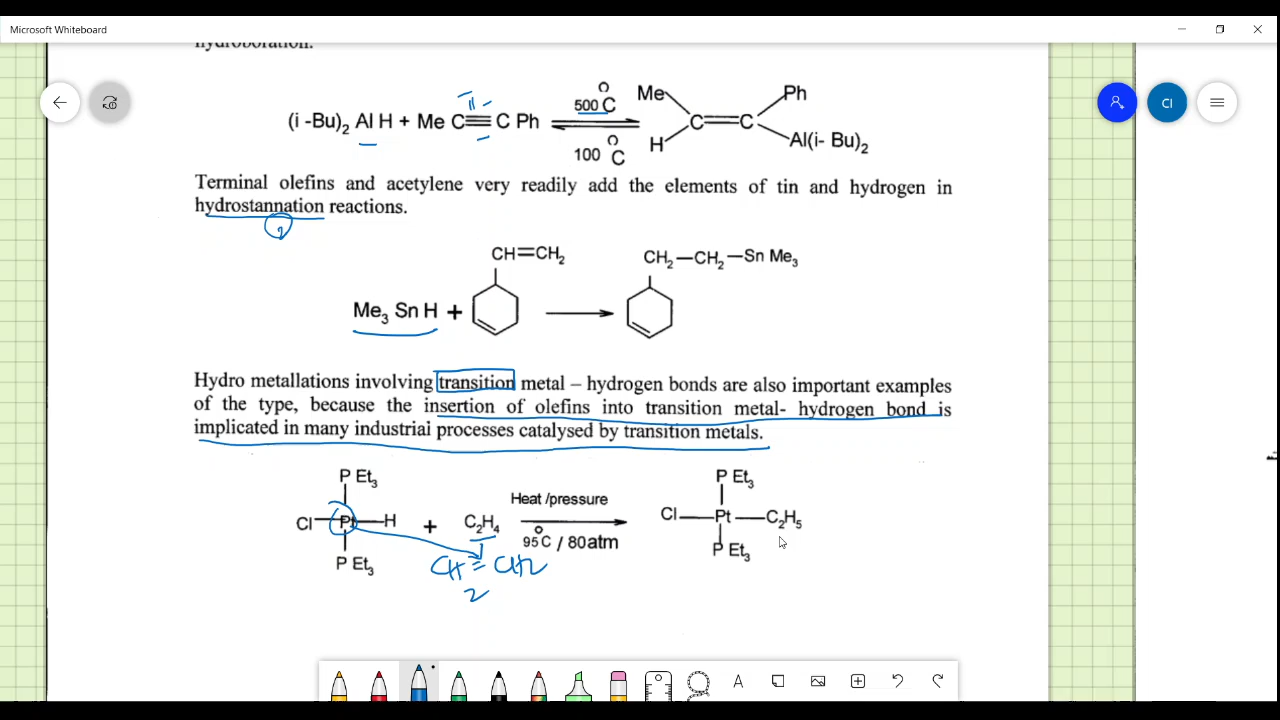 Microsoft Whiteboard
hydroboration.
(i -Bu)₂ Al H + Me C≡C Ph
500°C
100 °C
Me
Ph
C=C
H
Al(i- Bu)₂
Terminal olefins and acetylene very readily add the elements of tin and hydrogen in
hydrostannation reactions.
CH=CH₂
CH₂—CH₂—Sn Me₃
Me₃ Sn H +
Hydro metallations involving transition metal – hydrogen bonds are also important examples
of the type, because the insertion of olefins into transition metal- hydrogen bond is
implicated in many industrial processes catalysed by transition metals.
P Et₃
Cl—Pt—H + C₂H₄
P Et₃
Heat /pressure
95°C / 80atm
P Et₃
Cl—Pt—C₂H₅
P Et₃
CH = CH2
2
CI
A